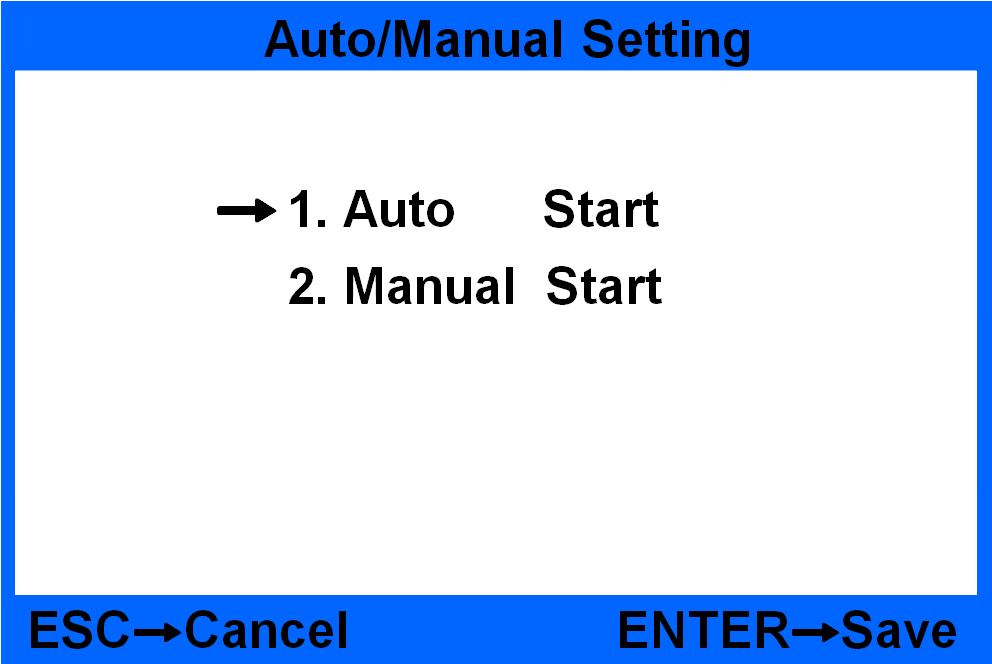 Auto/Manual Setting
→1. Auto Start
2. Manual Start
ESC→Cancel ENTER→Save